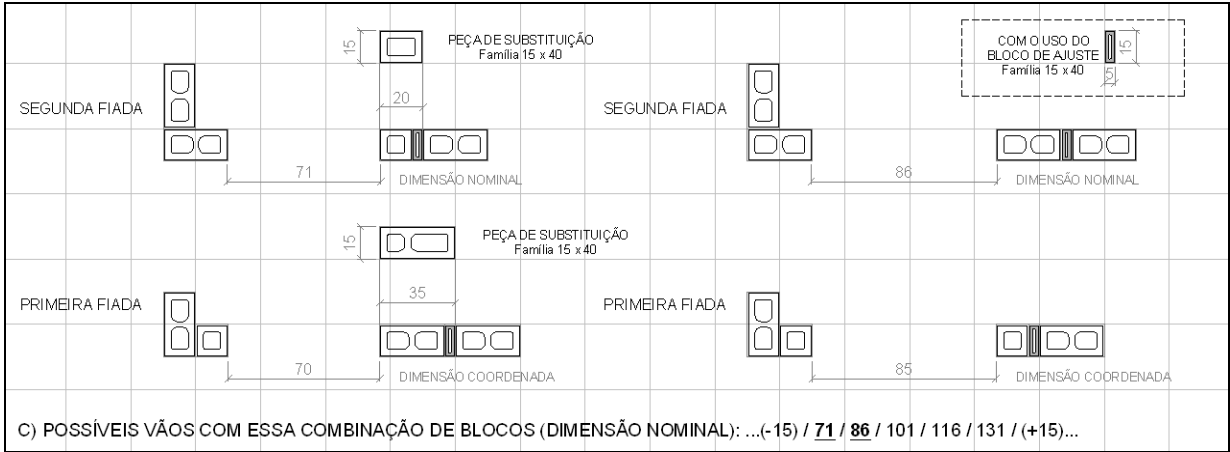 PEÇA DE SUBSTITUIÇÃO
Família 15 x 40
15
20
SEGUNDA FIADA
71
DIMENSÃO NOMINAL
COM O USO DO
BLOCO DE AJUSTE
Família 15 x 40
15
5
SEGUNDA FIADA
86
DIMENSÃO NOMINAL
PEÇA DE SUBSTITUIÇÃO
Família 15 x 40
15
35
PRIMEIRA FIADA
70
DIMENSÃO COORDENADA
PRIMEIRA FIADA
85
DIMENSÃO COORDENADA
C) POSSÍVEIS VÃOS COM ESSA COMBINAÇÃO DE BLOCOS (DIMENSÃO NOMINAL): ...(-15) / 71 / 86 / 101 / 116 / 131 / (+15)...